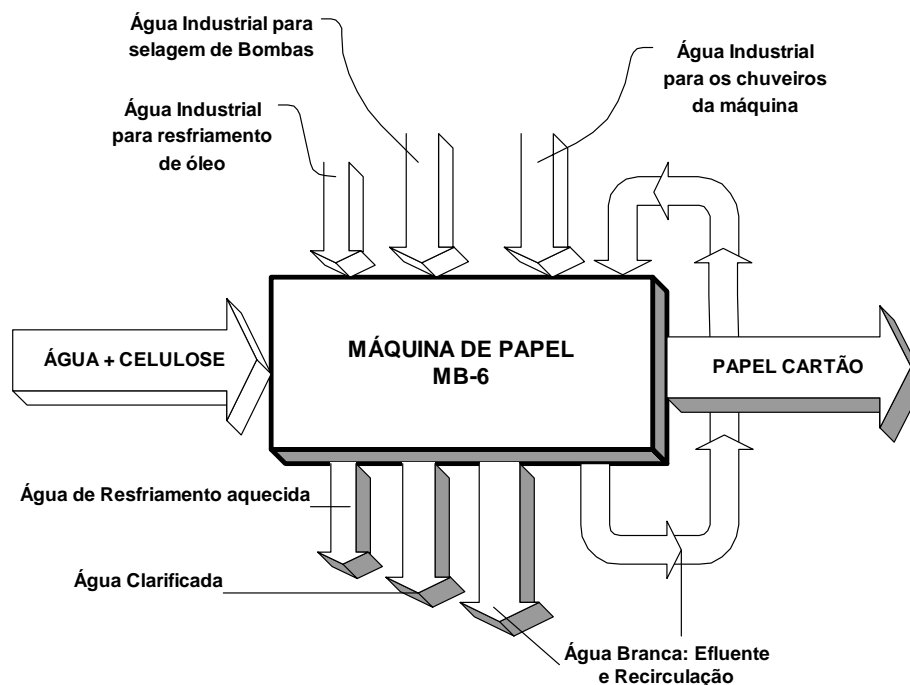 Água Industrial para
selagem de Bombas
Água Industrial
para os chuveiros
da máquina
Água Industrial
para resfriamento
de óleo
ÁGUA + CELULOSE
MÁQUINA DE PAPEL
MB-6
PAPEL CARTÃO
Água de Resfriamento aquecida
Água Clarificada
Água Branca: Efluente
e Recirculação